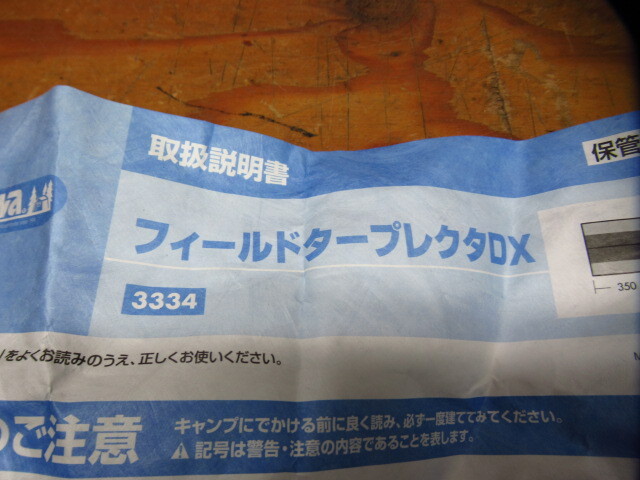 取扱説明書
保管
フィールドタープレクタDX
3334
350
をよくお読みのうえ、正しくお使いください。
のご注意
キャンプにでかける前に良く読み、必ず一度建ててみてください。
⚠記号は警告・注意の内容であることを表します。